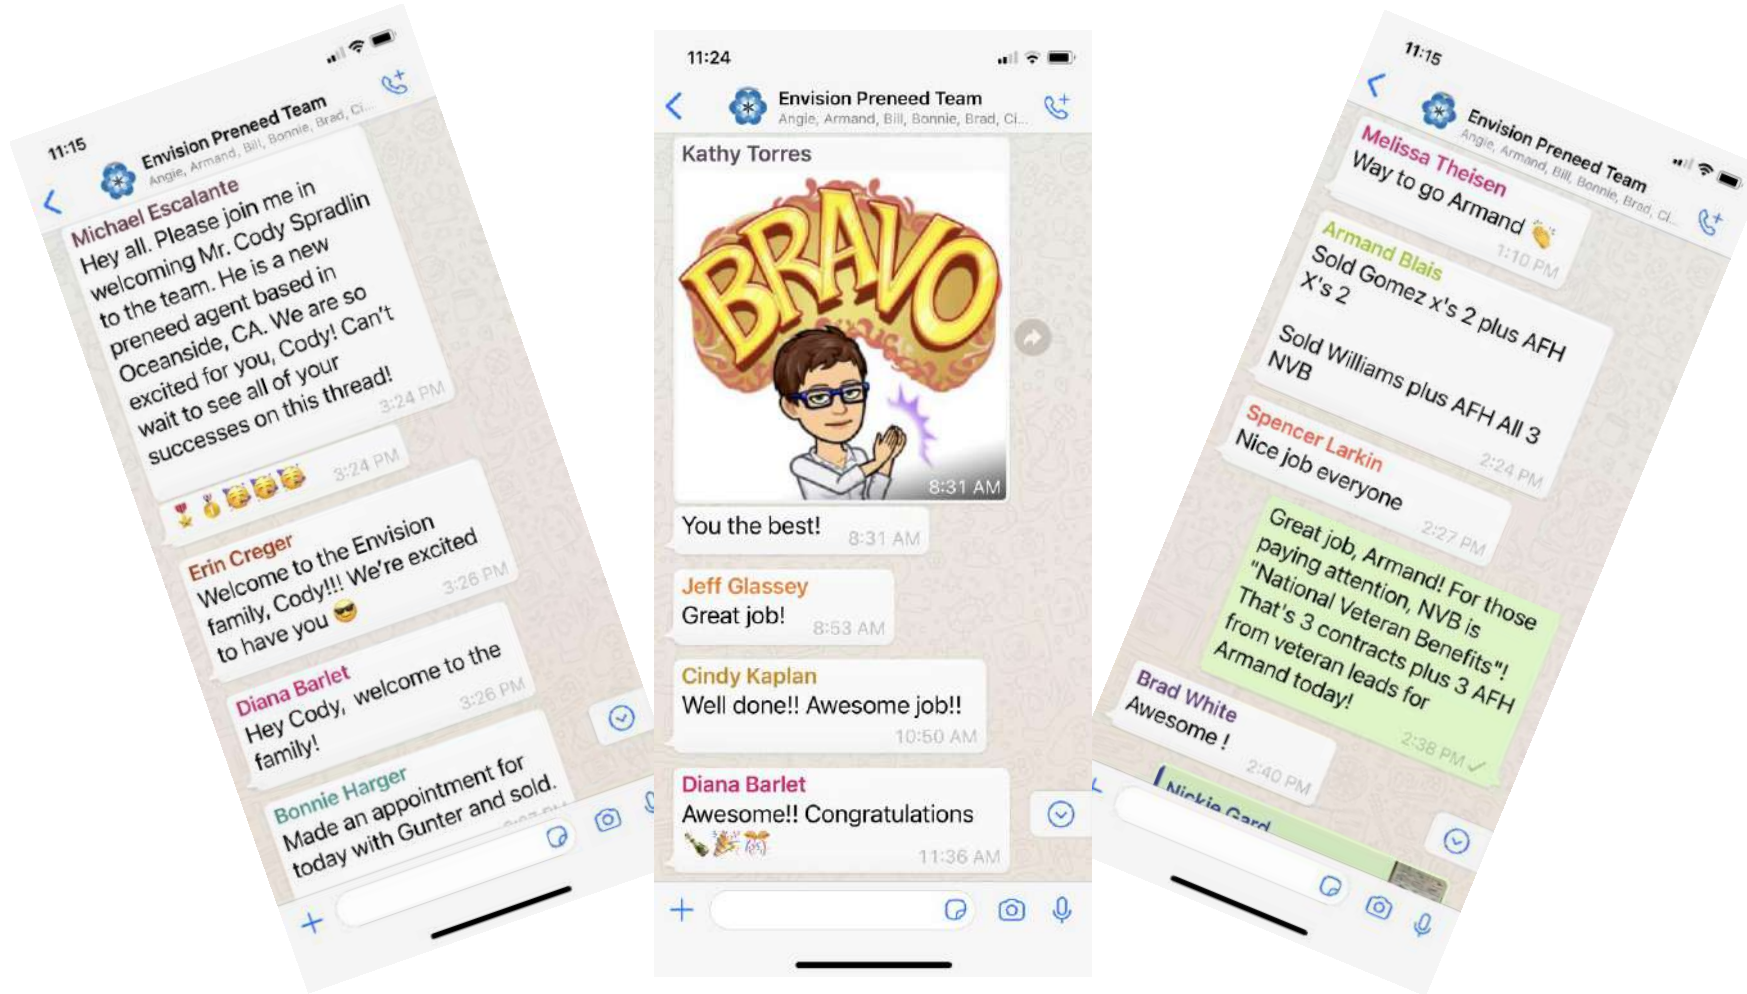 11:15
Envision Preneed Team
Angie, Armand, Bill, Bonnie, Brad, Ci...
Michael Escalante
Hey all. Please join me in
welcoming Mr. Cody Spradlin
to the team. He is a new
preneed agent based in
Oceanside, CA. We are so
excited for you, Cody! Can't
wait to see all of your
successes on this thread!
3:24 PM
3:24 PM
Erin Creger
Welcome to the Envision
family, Cody!!! We're excited
to have you 😎
3:26 PM
Diana Barlet
Hey Cody, welcome to the
family!
3:26 PM
Bonnie Harger
Made an appointment for
today with Gunter and sold.
11:24
Envision Preneed Team
Angie, Armand, Bill, Bonnie, Brad, Ci...
Kathy Torres
BRAVO
8:31 AM
You the best!
8:31 AM
Jeff Glassey
Great job!
8:53 AM
Cindy Kaplan
Well done!! Awesome job!!
10:50 AM
Diana Barlet
Awesome!! Congratulations
🍾🎉🎊
11:36 AM
11:15
Envision Preneed Team
Angie, Armand, Bill, Bonnie, Brad, Ci...
Melissa Theisen
Way to go Armand 👏
1:10 PM
Armand Blais
Sold Gomez x's 2 plus AFH
X's 2
Sold Williams plus AFH All 3
NVB
2:24 PM
Spencer Larkin
Nice job everyone
2:27 PM
Great job, Armand! For those
paying attention, NVB is
"National Veteran Benefits"!
That's 3 contracts plus 3 AFH
from veteran leads for
Armand today!
2:38 PM
Brad White
Awesome !
2:40 PM
Nickie Gard